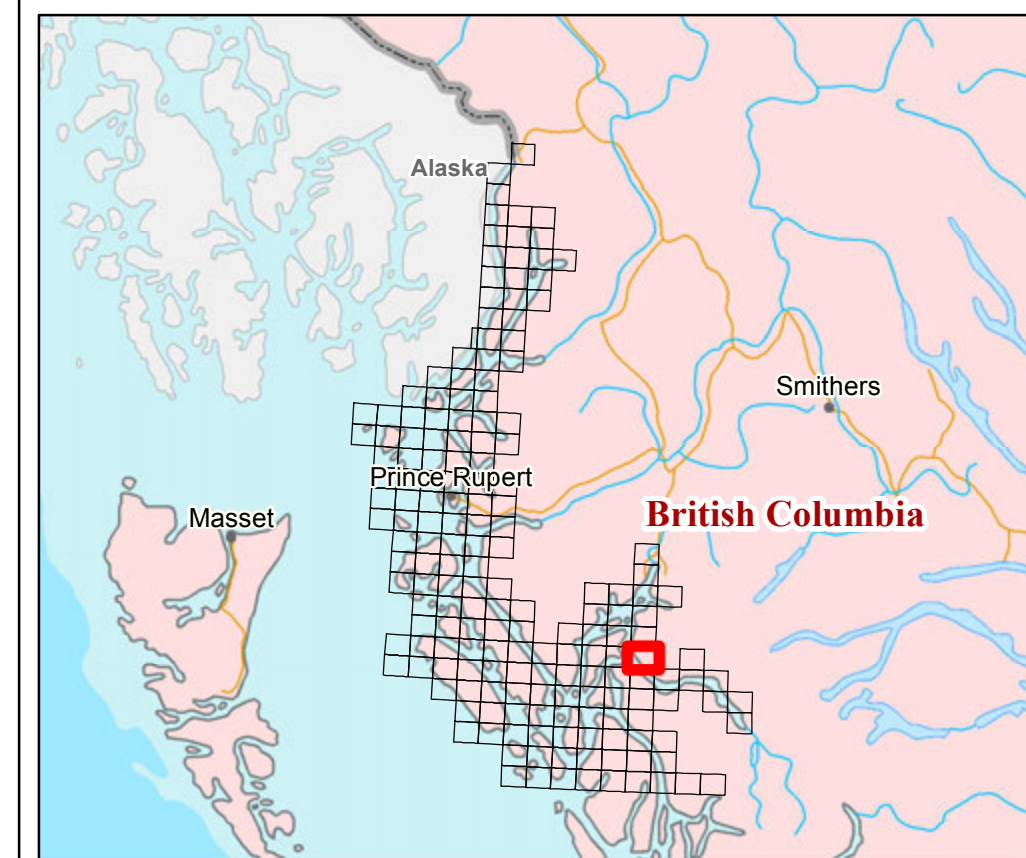 Alaska
Smithers
Prince Rupert
British Columbia
Masset